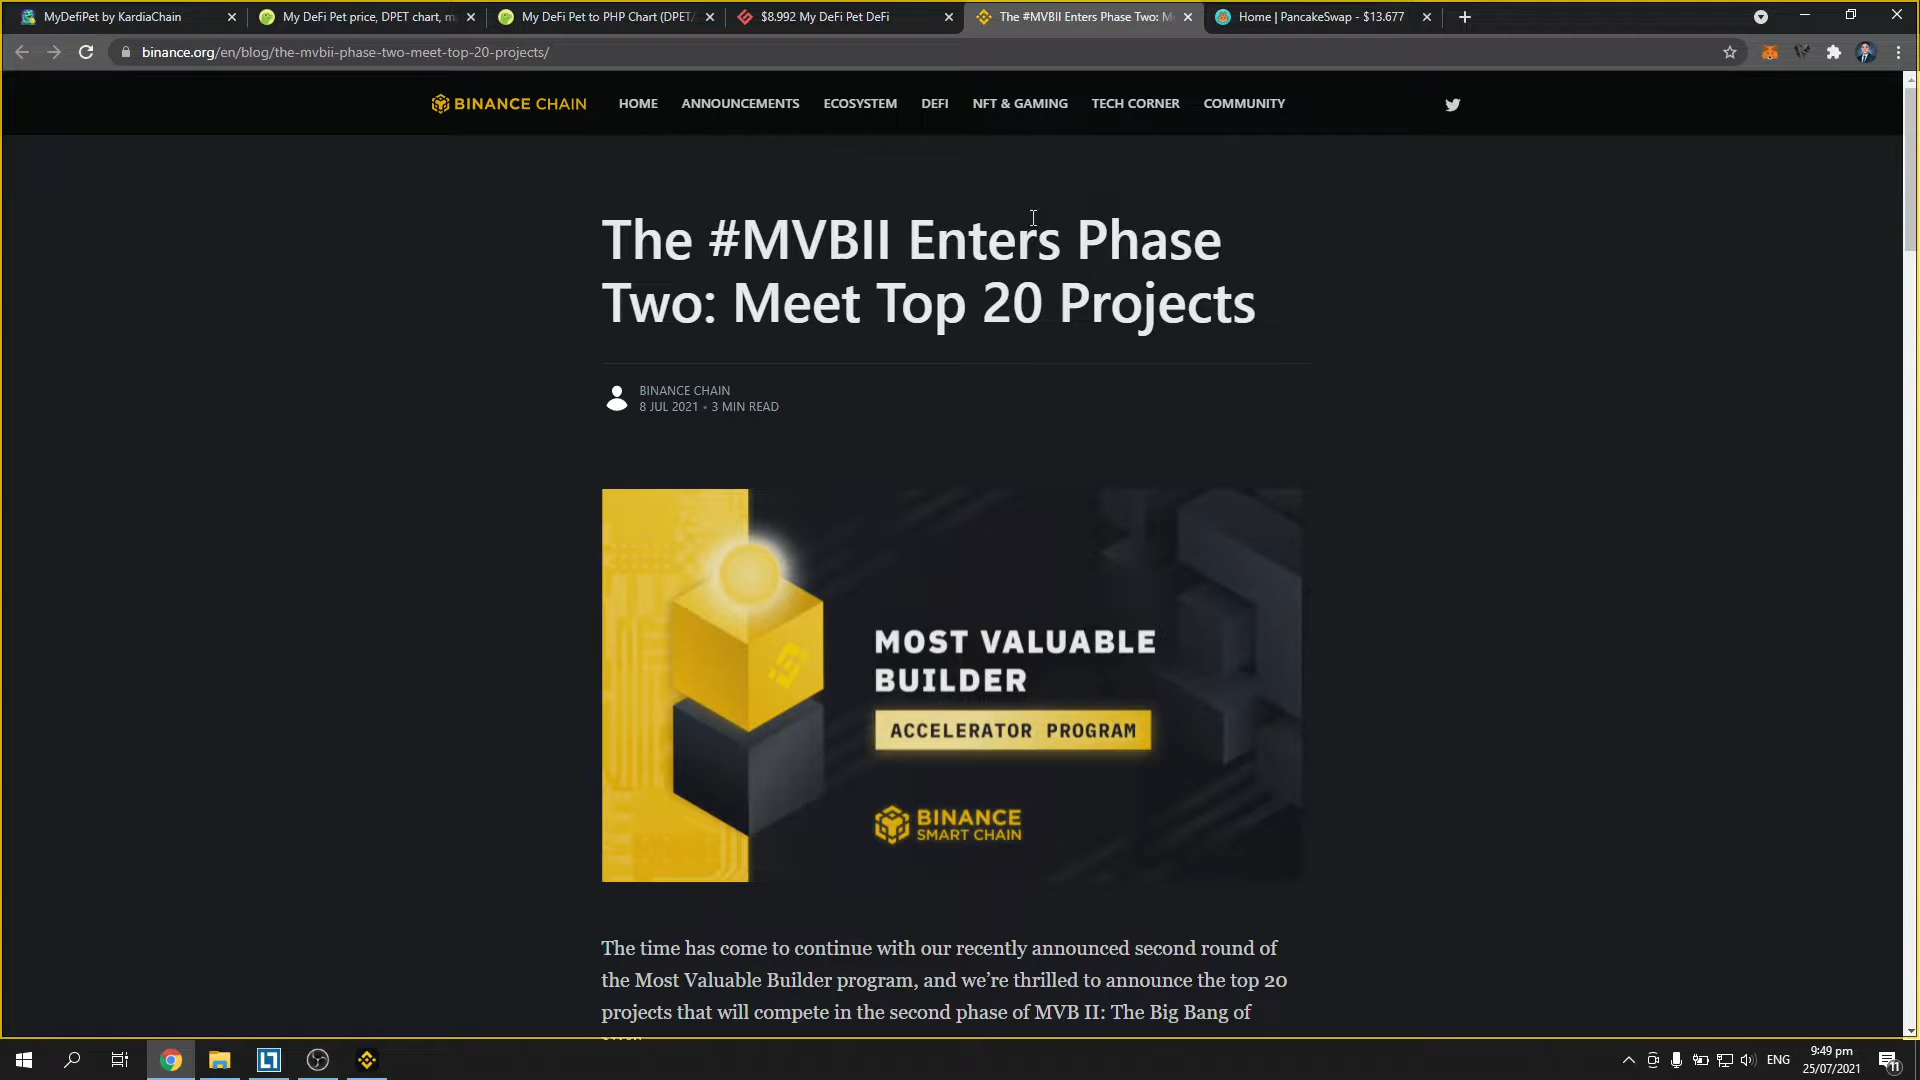 MyDefiPet by KardiaChain
My DeFi Pet price, DPET chart, m
My DeFi Pet to PHP Chart (DPET/
$8.992 My DeFi Pet DeFi
The #MVBII Enters Phase Two: M
Home | PancakeSwap - $13.677
binance.org/en/blog/the-mvbii-phase-two-meet-top-20-projects/
BINANCE CHAIN
HOME
ANNOUNCEMENTS
ECOSYSTEM
DEFI
NFT & GAMING
TECH CORNER
COMMUNITY
The #MVBII Enters Phase
Two: Meet Top 20 Projects
BINANCE CHAIN
8 JUL 2021 • 3 MIN READ
MOST VALUABLE
BUILDER
ACCELERATOR PROGRAM
BINANCE
SMART CHAIN
The time has come to continue with our recently announced second round of
the Most Valuable Builder program, and we’re thrilled to announce the top 20
projects that will compete in the second phase of MVB II: The Big Bang of
ENG
9:49 pm
25/07/2021
11